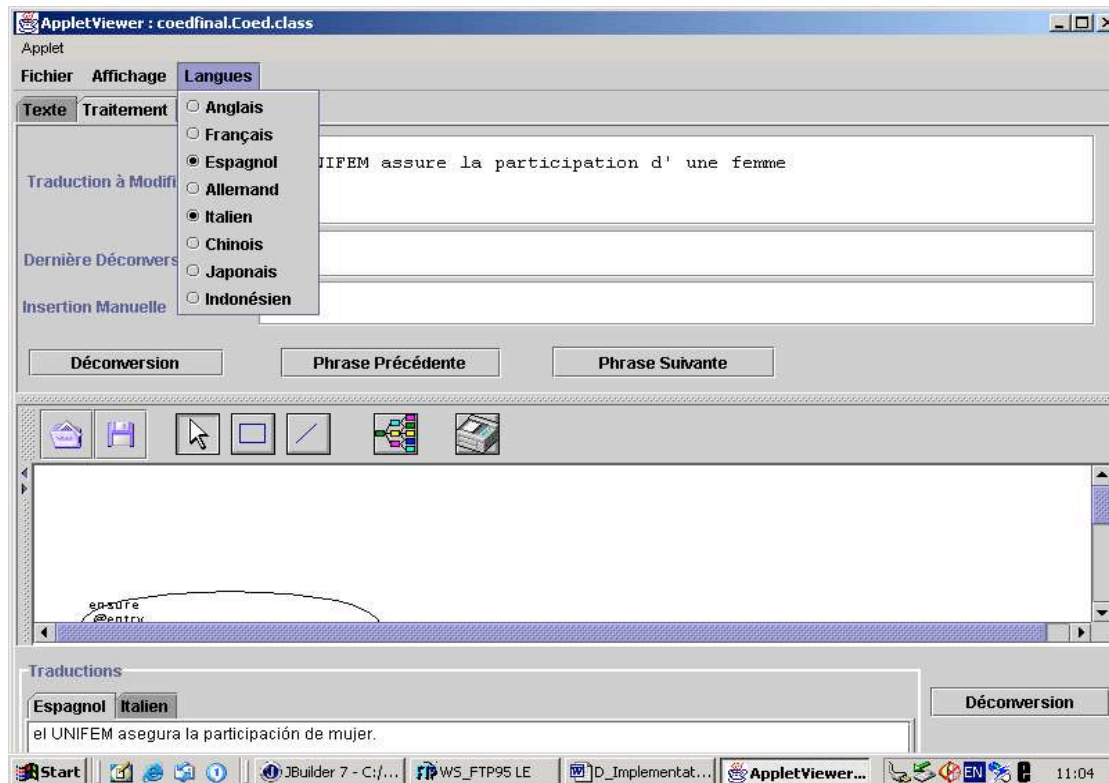 AppletViewer : coedfinal.Coed.class
Applet
Fichier Affichage Langues
Texte Traitement
Anglais
Français
Espagnol
Allemand
Italien
Chinois
Japonais
Indonésien
Traduction à Modifi
UNIFEM assure la participation d' une femme
Dernière Déconvers
Insertion Manuelle
Déconversion Phrase Précédente Phrase Suivante
ensure
@entry
Traductions
Espagnol Italien
Déconversion
el UNIFEM asegura la participación de mujer.
Start JBuilder 7 - C:/... WS_FTP95 LE D_Implementat... AppletViewer... EN 11:04